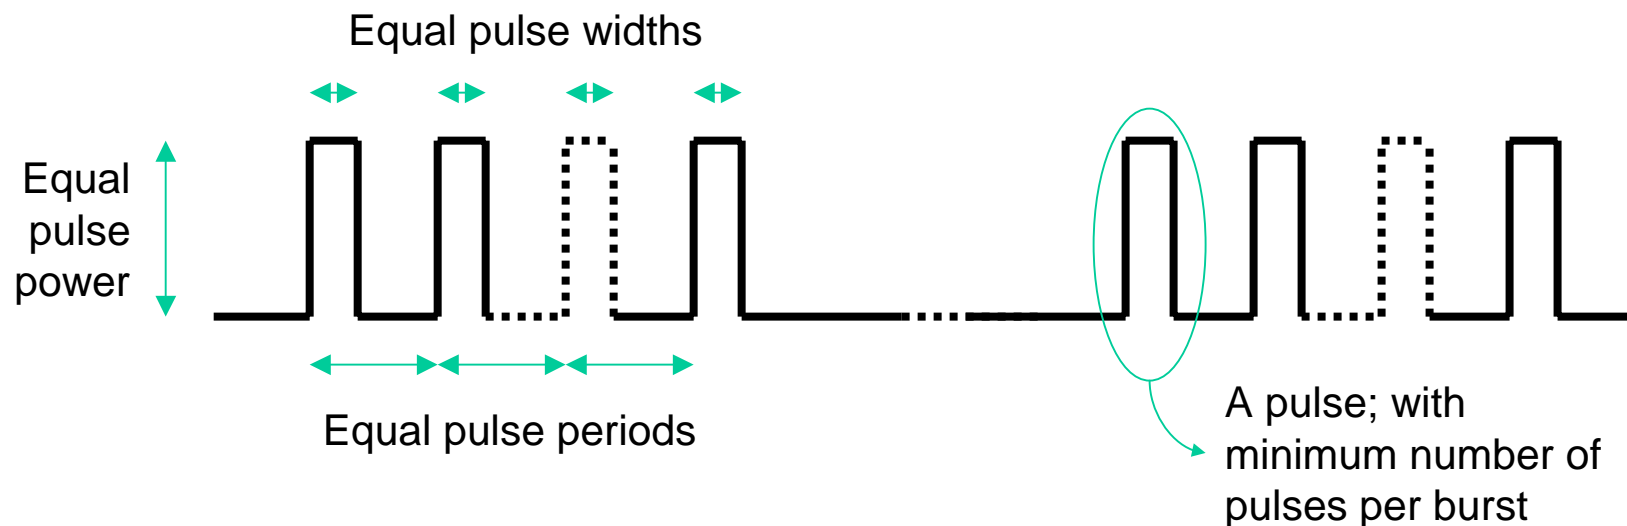 Equal pulse widths
Equal
pulse
power
Equal pulse periods
A pulse; with
minimum number of
pulses per burst